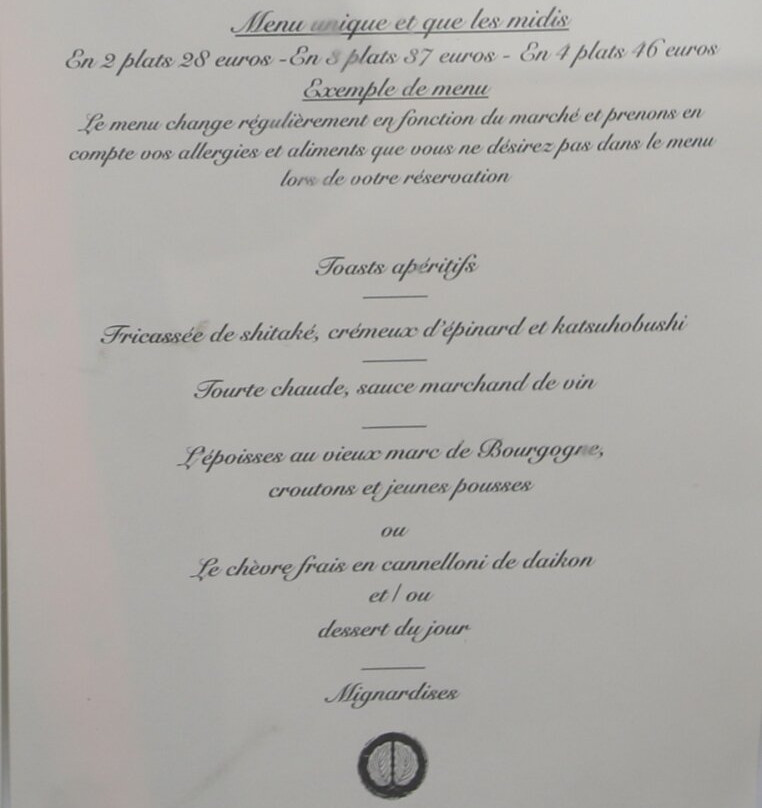 Menu unique et que les midis
En 2 plats 28 euros -En 3 plats 37 euros - En 4 plats 46 euros
Exemple de menu
Le menu change régulièrement en fonction du marché et prenons en
compte vos allergies et aliments que vous ne désirez pas dans le menu
lors de votre réservation
Toasts apéritifs
Fricassée de shitaké, crémeux d'épinard et katsuhobushi
Tourte chaude, sauce marchand de vin
L'époisses au vieux marc de Bourgogne,
croutons et jeunes pousses
ou
Le chèvre frais en cannelloni de daikon
et / ou
dessert du jour
Mignardises